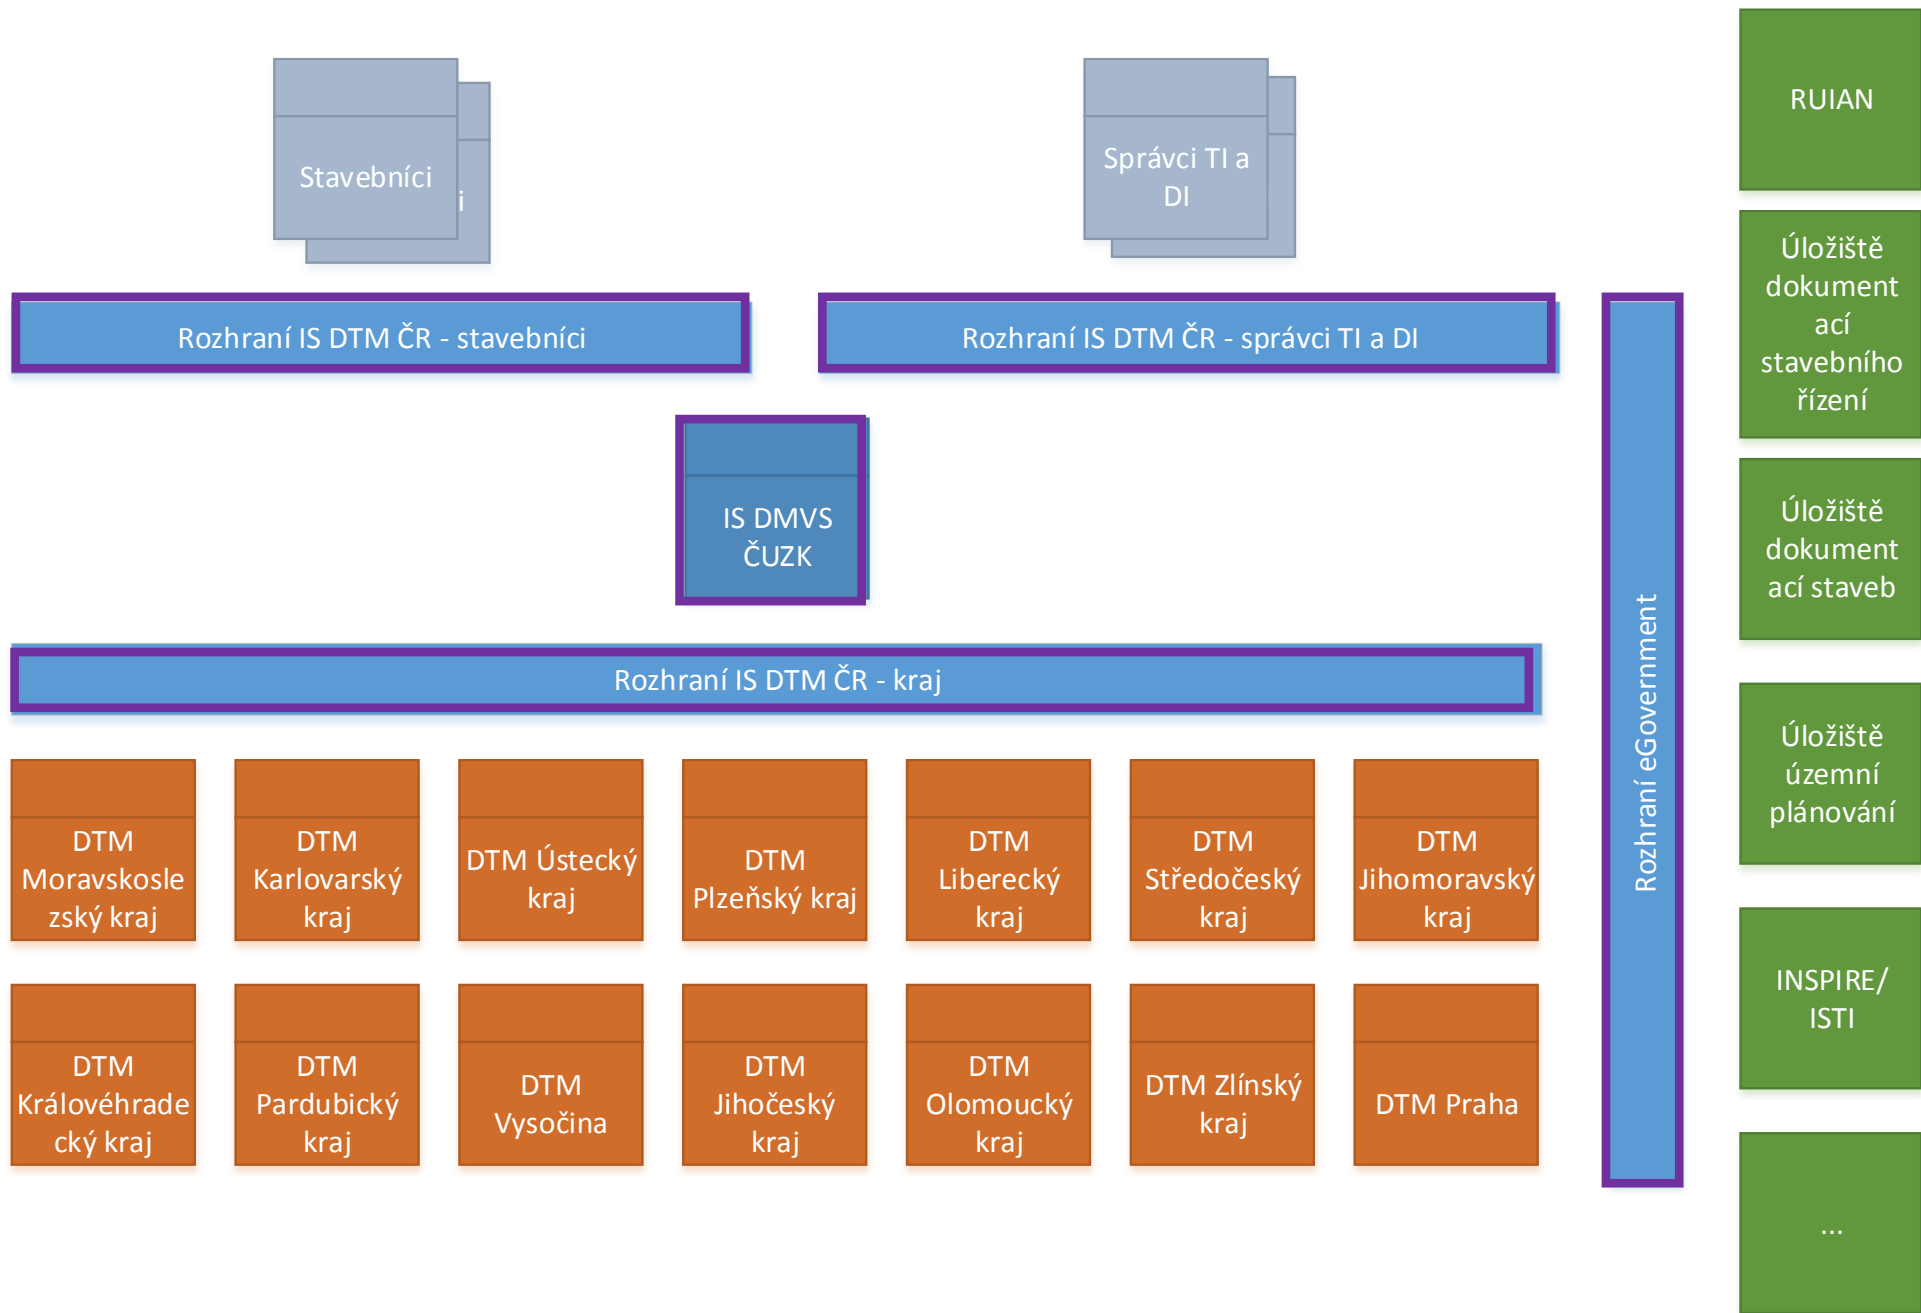 Stavebníci
i
Správci TI a
DI
Rozhraní IS DTM ČR - stavebníci
Rozhraní IS DTM ČR - správci TI a DI
IS DMVS
ČUZK
Rozhraní IS DTM ČR - kraj
DTM
Moravskosle
zský kraj
DTM
Karlovarský
kraj
DTM Ústecký
kraj
DTM
Plzeňský kraj
DTM
Liberecký
kraj
DTM
Středočeský
kraj
DTM
Jihomoravský
kraj
DTM
Královéhrade
cký kraj
DTM
Pardubický
kraj
DTM
Vysočina
DTM
Jihočeský
kraj
DTM
Olomoucký
kraj
DTM Zlínský
kraj
DTM Praha
Rozhraní eGovernment
RUIAN
Úložiště
dokument
ací
stavebního
řízení
Úložiště
dokument
ací staveb
Úložiště
územní
plánování
INSPIRE/
ISTI
...